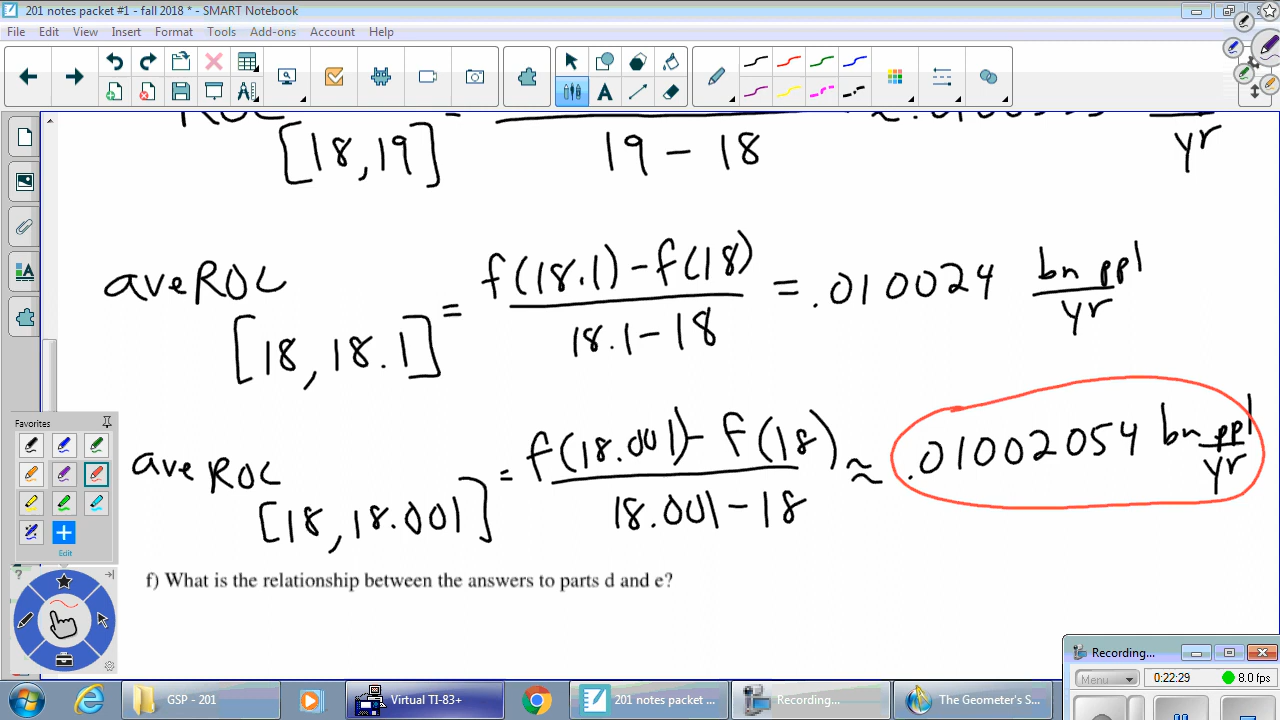 201 notes packet #1 - fall 2018 * - SMART Notebook
File Edit View Insert Format Tools Add-ons Account Help
ROC
[18,19] = 19 - 18 yr
aveROC
[18, 18.1] = f(18.1) - f(18) / 18.1 - 18 = .010024 bn ppl / yr
aveROC
[18, 18.001] = f(18.001) - f(18) / 18.001 - 18 ≈ .01002054 bn ppl / yr
f) What is the relationship between the answers to parts d and e?
Favorites
Edit
?
Recording...
Menu 0:22:29 8.0 fps
GSP - 201 Virtual TI-83+ 201 notes packet ... Recording... The Geometer's S...